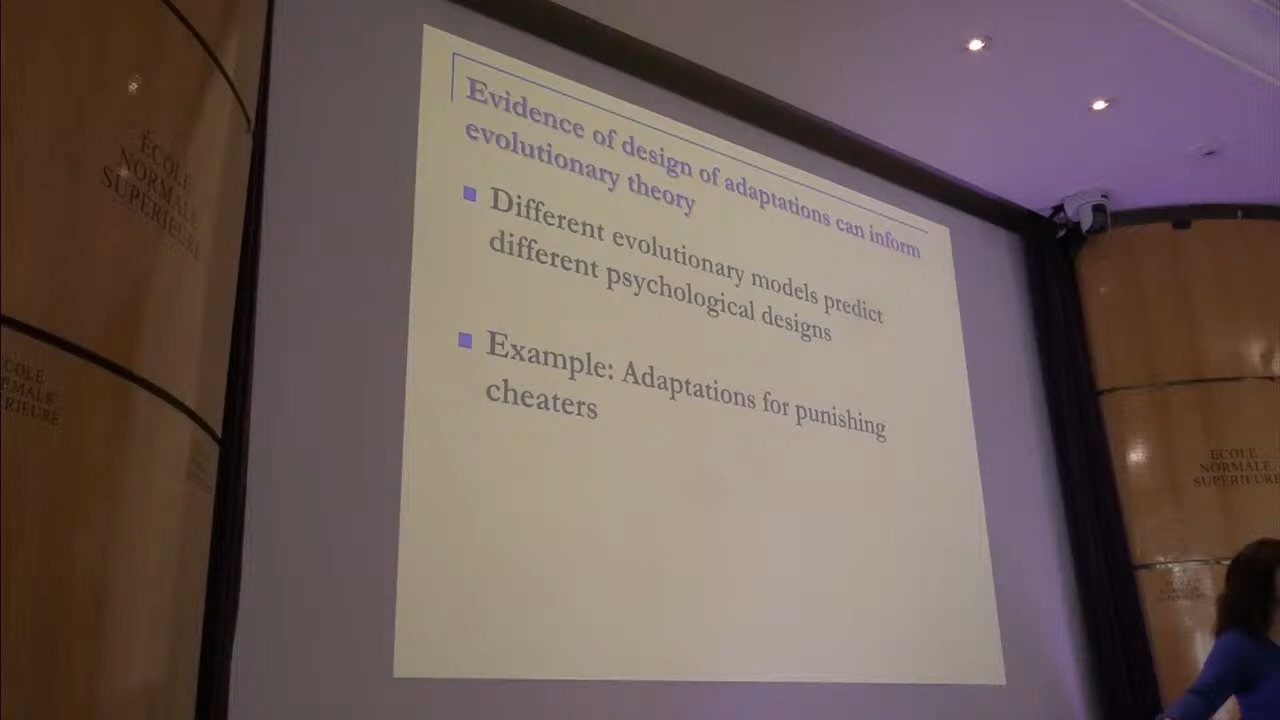 ÉCOLE
NORMALE
SUPÉRIEURE
Evidence of design of adaptations can inform
evolutionary theory
Different evolutionary models predict
different psychological designs
Example: Adaptations for punishing
cheaters
ÉCOLE
NORMALE
SUPÉRIEURE